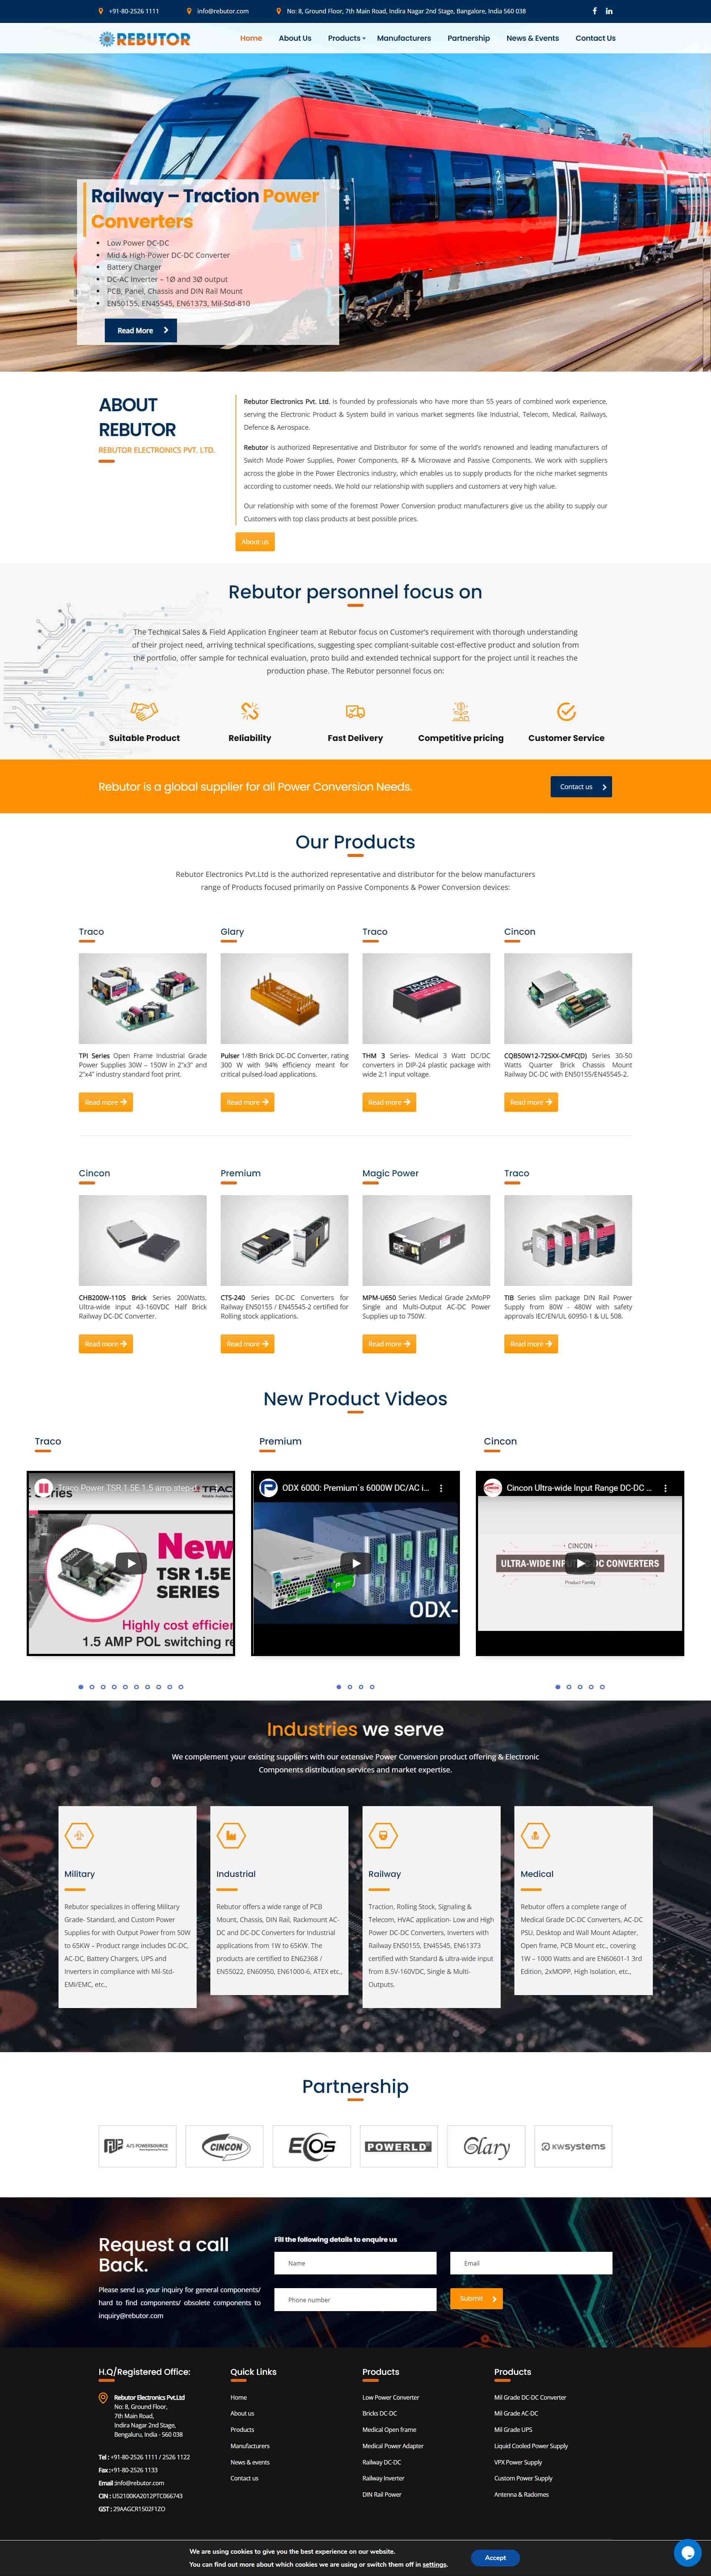 +91-80-2526 1111
info@rebutor.com
No: 8, Ground Floor, 7th Main Road, Indira Nagar 2nd Stage, Bangalore, India 560 038
REBUTOR
Home
About Us
Products
Manufacturers
Partnership
News & Events
Contact Us
Railway – Traction Power
Converters
Low Power DC-DC
Mid & High-Power DC-DC Converter
Battery Charger
DC-AC Inverter – 1Ø and 3Ø output
PCB, Panel, Chassis and DIN Rail Mount
EN50155, EN45545, EN61373, Mil-Std-810
Read More
ABOUT
REBUTOR
REBUTOR ELECTRONICS PVT. LTD.
Rebutor Electronics Pvt. Ltd. is founded by professionals who have more than 55 years of combined work experience,
serving the Electronic Product & System build in various market segments like Industrial, Telecom, Medical, Railways,
Defence & Aerospace.
Rebutor is authorized Representative and Distributor for some of the world's renowned and leading manufacturers of
Switch Mode Power Supplies, Power Components, RF & Microwave and Passive Components. We work with suppliers
across the globe in the Power Electronics industry, which enables us to supply products for the niche market segments
according to customer needs. We hold our relationship with suppliers and customers at very high value.
Our relationship with some of the foremost Power Conversion product manufacturers give us the ability to supply our
Customers with top class products at best possible prices.
About us
Rebutor personnel focus on
The Technical Sales & Field Application Engineer team at Rebutor focus on Customer's requirement with thorough understanding
of their project need, arriving technical specifications, suggesting spec compliant-suitable cost-effective product and solution from
the portfolio, offer sample for technical evaluation, proto build and extended technical support for the project until it reaches the
production phase. The Rebutor personnel focus on:
Suitable Product
Reliability
Fast Delivery
Competitive pricing
Customer Service
Rebutor is a global supplier for all Power Conversion Needs.
Contact us
Our Products
Rebutor Electronics Pvt.Ltd is the authorized representative and distributor for the below manufacturers
range of Products focused primarily on Passive Components & Power Conversion devices:
Traco
TPI Series Open Frame Industrial Grade
Power Supplies 30W – 150W in 2"x3" and
2"x4" industry standard foot print.
Read more
Glary
Pulser 1/8th Brick DC-DC Converter, rating
300 W with 94% efficiency meant for
critical pulsed-load applications.
Read more
Traco
TRACO
POWER
THM 3 Series- Medical 3 Watt DC/DC
converters in DIP-24 plastic package with
wide 2:1 input voltage.
Read more
Cincon
CQB50W12-72SXX-CMFC(D) Series 30-50
Watts Quarter Brick Chassis Mount
Railway DC-DC with EN50155/EN45545-2.
Read more
Cincon
CHB200W-110S Brick Series 200Watts,
Ultra-wide input 43-160VDC Half Brick
Railway DC-DC Converter.
Read more
Premium
CTS-240 Series DC-DC Converters for
Railway EN50155 / EN45545-2 certified for
Rolling stock applications.
Read more
Magic Power
MPM-U650 Series Medical Grade 2xMoPP
Single and Multi-Output AC-DC Power
Supplies up to 750W.
Read more
Traco
TIB Series slim package DIN Rail Power
Supply from 80W - 480W with safety
approvals IEC/EN/UL 60950-1 & UL 508.
Read more
New Product Videos
Traco
Traco Power TSR 1.5E 1.5 amp step-d...
New
TSR 1.5E
SERIES
Highly cost efficier
1.5 AMP POL switching re
Premium
ODX 6000: Premium´s 6000W DC/AC i...
ODX-
Cincon
Cincon Ultra-wide Input Range DC-DC ...
CINCON
ULTRA-WIDE INPUT DC-DC CONVERTERS
Product Family
Industries we serve
We complement your existing suppliers with our extensive Power Conversion product offering & Electronic
Components distribution services and market expertise.
Military
Rebutor specializes in offering Military
Grade- Standard, and Custom Power
Supplies for with Output Power from 50W
to 65KW – Product range includes DC-DC,
AC-DC, Battery Chargers, UPS and
Inverters in compliance with Mil-Std-
EMI/EMC, etc.,
Industrial
Rebutor offers a wide range of PCB
Mount, Chassis, DIN Rail, Rackmount AC-
DC and DC-DC Converters for Industrial
applications from 1W to 65KW. The
products are certified to EN62368 /
EN55022, EN60950, EN61000-6, ATEX etc.,
Railway
Traction, Rolling Stock, Signaling &
Telecom, HVAC application- Low and High
Power DC-DC Converters, Inverters with
Railway EN50155, EN45545, EN61373
certified with Standard & ultra-wide input
from 8.5V-160VDC, Single & Multi-
Outputs.
Medical
Rebutor offers a complete range of
Medical Grade DC-DC Converters, AC-DC
PSU, Desktop and Wall Mount Adapter,
Open frame, PCB Mount etc., covering
1W – 1000 Watts and are EN60601-1 3rd
Edition, 2xMOPP, High Isolation, etc.,
Partnership
AJ'S POWERSOURCE
CINCON
EOS
POWERLD
Glary
KWsystems
Request a call
Back.
Please send us your inquiry for general components/
hard to find components/ obsolete components to
inquiry@rebutor.com
Fill the following details to enquire us
Name
Email
Phone number
Submit
H.Q/Registered Office:
Rebutor Electronics Pvt.Ltd
No: 8, Ground Floor,
7th Main Road,
Indira Nagar 2nd Stage,
Bengaluru, India - 560 038
Tel : +91-80-2526 1111 / 2526 1122
Fax :+91-80-2526 1133
Email :info@rebutor.com
CIN : U52100KA2012PTC066743
GST : 29AAGCR1502F1ZO
Quick Links
Home
About us
Products
Manufacturers
News & events
Contact us
Products
Low Power Converter
Bricks DC-DC
Medical Open frame
Medical Power Adapter
Railway DC-DC
Railway Inverter
DIN Rail Power
Products
Mil Grade DC-DC Converter
Mil Grade AC-DC
Mil Grade UPS
Liquid Cooled Power Supply
VPX Power Supply
Custom Power Supply
Antenna & Radomes
We are using cookies to give you the best experience on our website.
You can find out more about which cookies we are using or switch them off in settings.
Accept